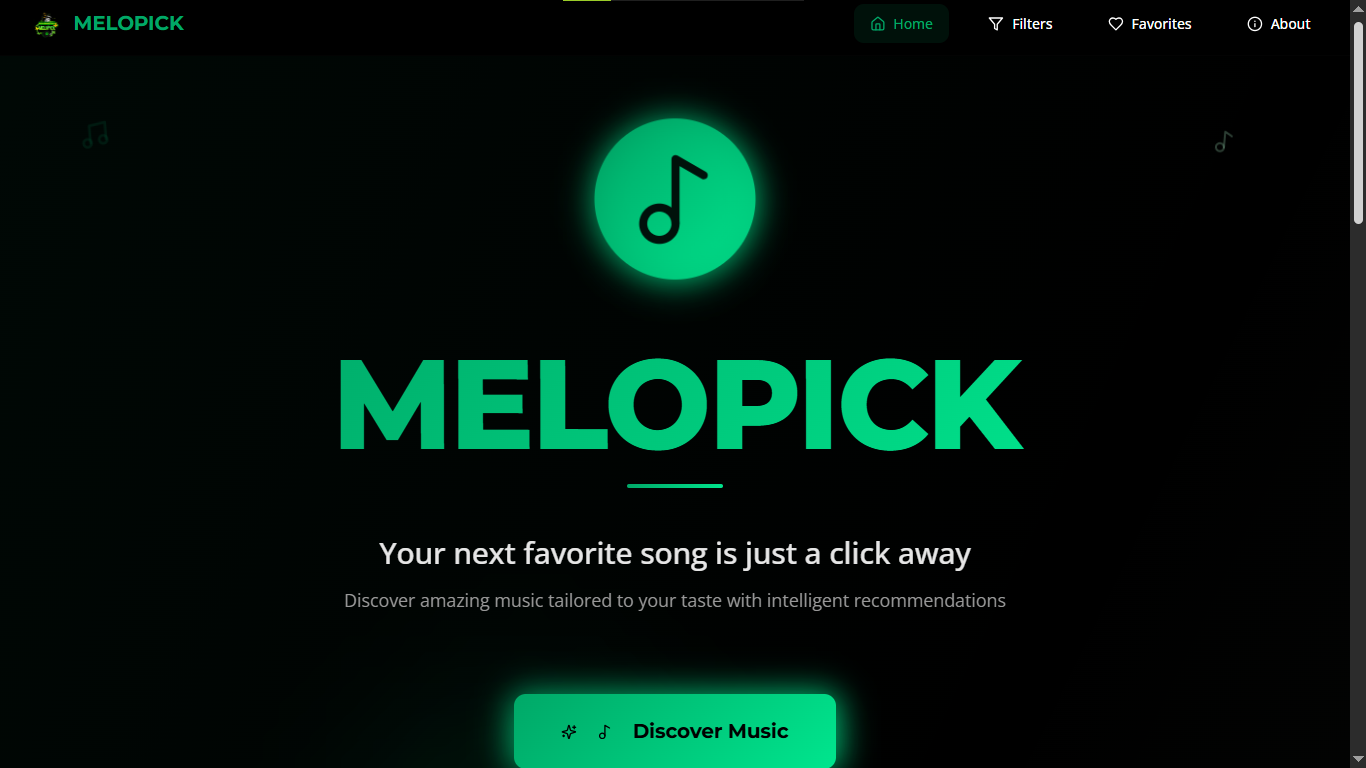 MELOPICK
Home
Filters
Favorites
About
MELOPICK
Your next favorite song is just a click away
Discover amazing music tailored to your taste with intelligent recommendations
Discover Music